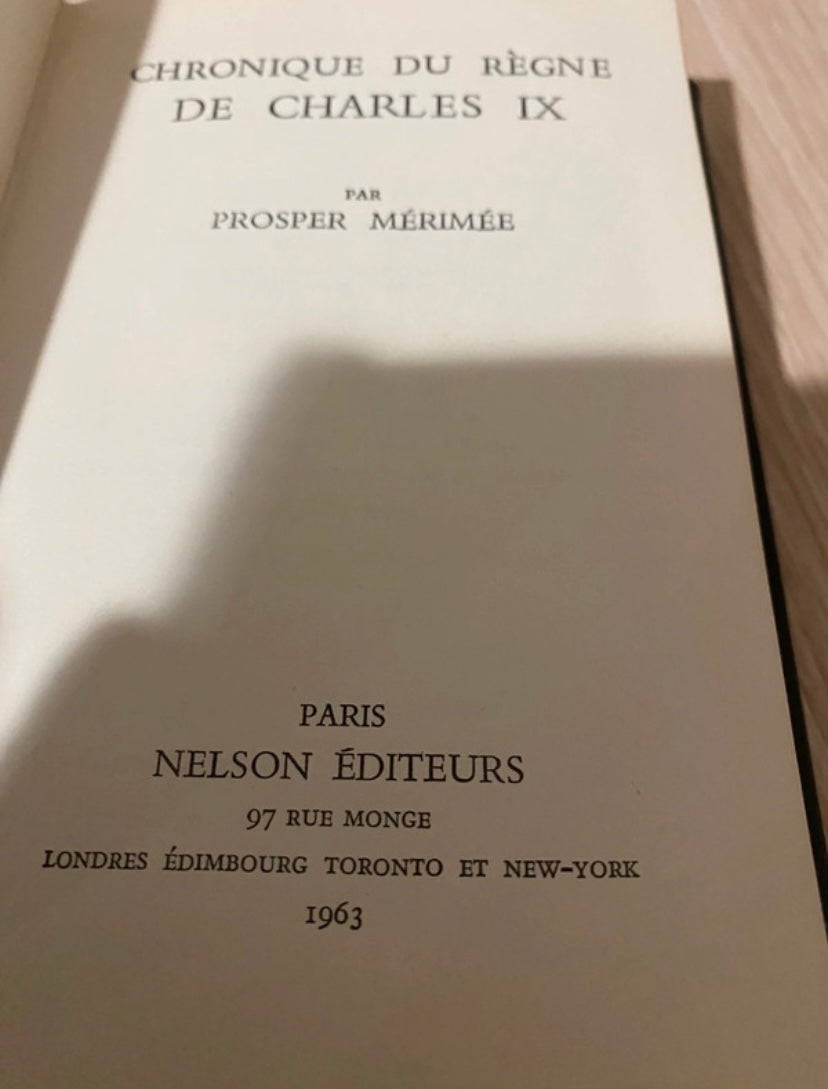 CHRONIQUE DU RÈGNE
DE CHARLES IX
PAR
PROSPER MÉRIMÉE
PARIS
NELSON ÉDITEURS
97 RUE MONGE
LONDRES ÉDIMBOURG TORONTO ET NEW-YORK
1963